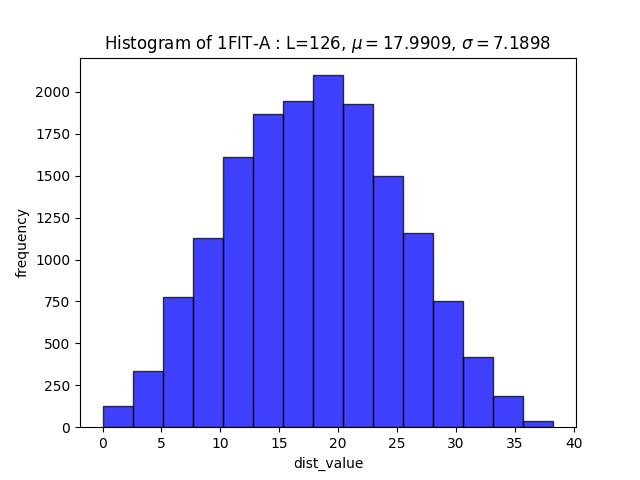 Histogram of 1FIT-A : L=126, μ = 17.9909, σ = 7.1898
frequency
2000
1750
1500
1250
1000
750
500
250
0
0 5 10 15 20 25 30 35 40
dist_value